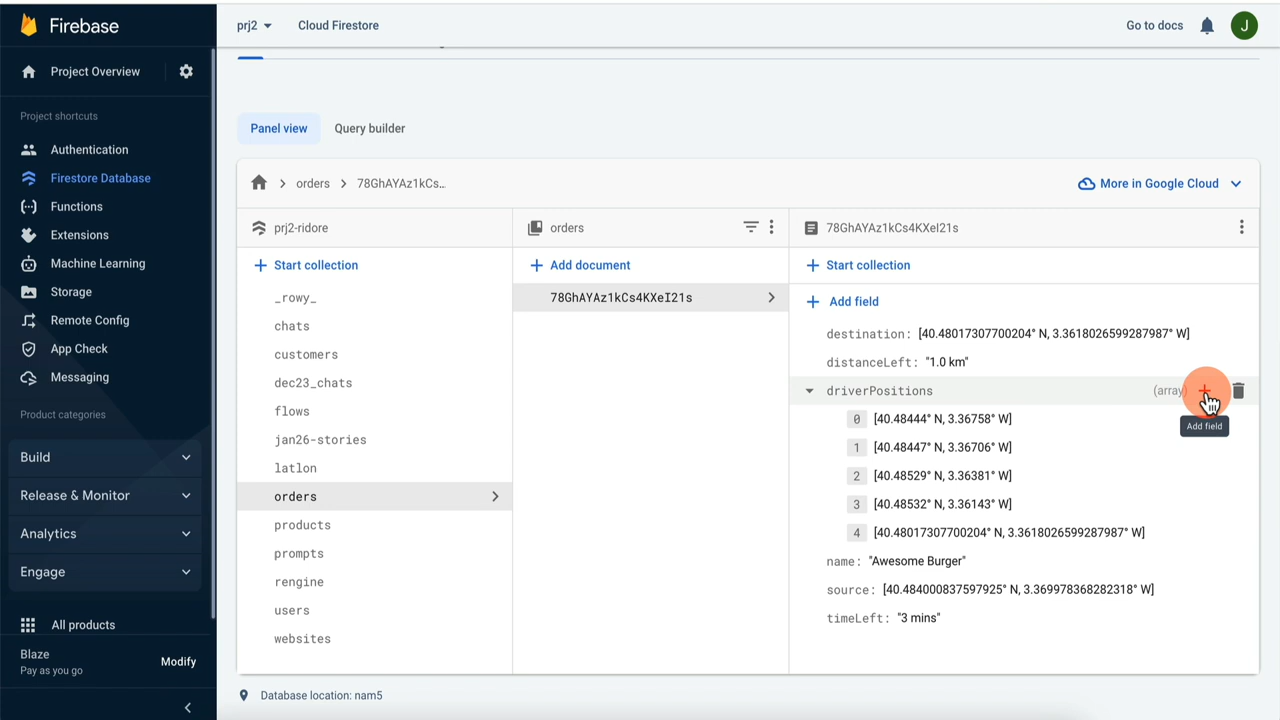 Firebase
prj2
Cloud Firestore
Go to docs
J
Project Overview
Project shortcuts
Authentication
Firestore Database
Functions
Extensions
Machine Learning
Storage
Remote Config
App Check
Messaging
Product categories
Build
Release & Monitor
Analytics
Engage
All products
Blaze
Pay as you go
Modify
Panel view
Query builder
orders
78GhAYAz1kCs…
More in Google Cloud
prj2-ridore
Start collection
_rowy_
chats
customers
dec23_chats
flows
jan26-stories
latlon
orders
products
prompts
rengine
users
websites
orders
Add document
78GhAYAz1kCs4KXeI21s
78GhAYAz1kCs4KXeI21s
Start collection
Add field
destination: [40.48017307700204° N, 3.3618026599287987° W]
distanceLeft: "1.0 km"
driverPositions (array)
Add field
0 [40.48444° N, 3.36758° W]
1 [40.48447° N, 3.36706° W]
2 [40.48529° N, 3.36381° W]
3 [40.48532° N, 3.36143° W]
4 [40.48017307700204° N, 3.3618026599287987° W]
name: "Awesome Burger"
source: [40.484000837597925° N, 3.369978368282318° W]
timeLeft: "3 mins"
Database location: nam5